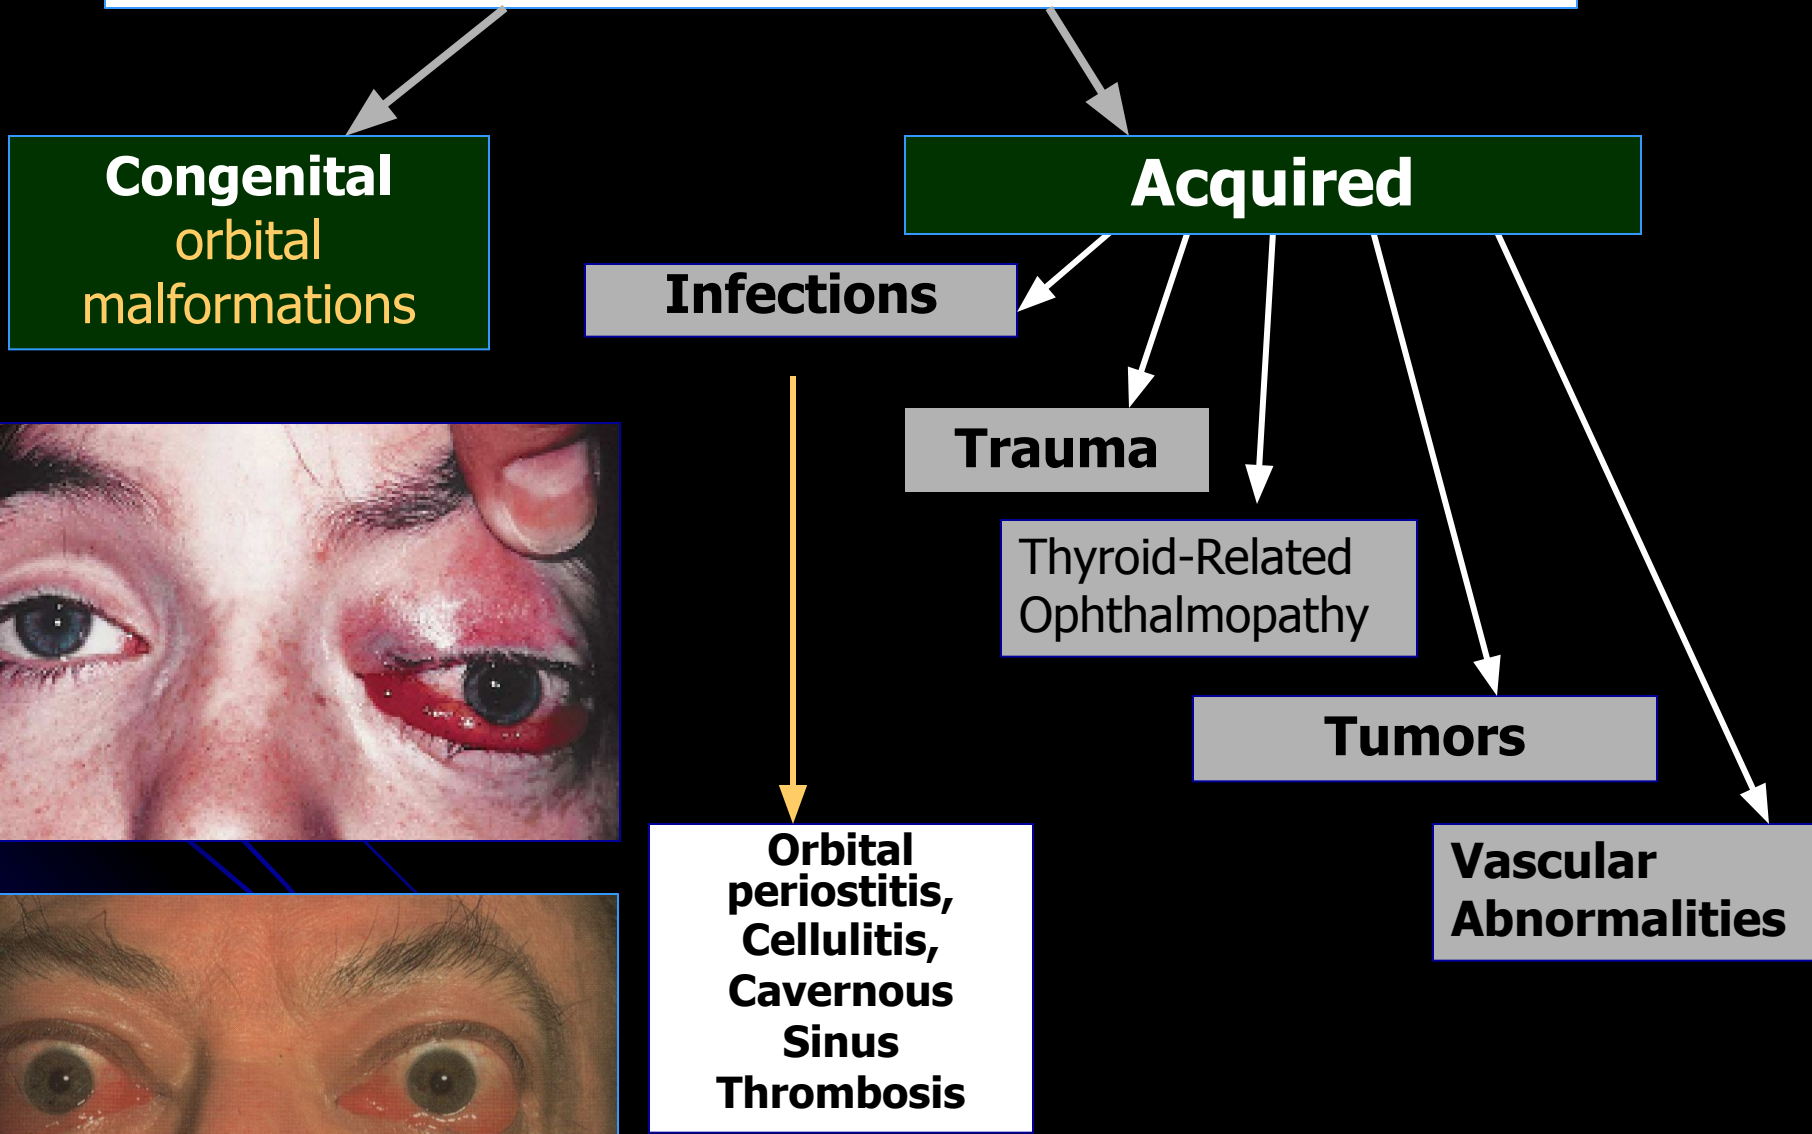 Congenital
orbital
malformations
Acquired
Infections
Trauma
Thyroid-Related
Ophthalmopathy
Tumors
Vascular
Abnormalities
Orbital
periostitis,
Cellulitis,
Cavernous
Sinus
Thrombosis